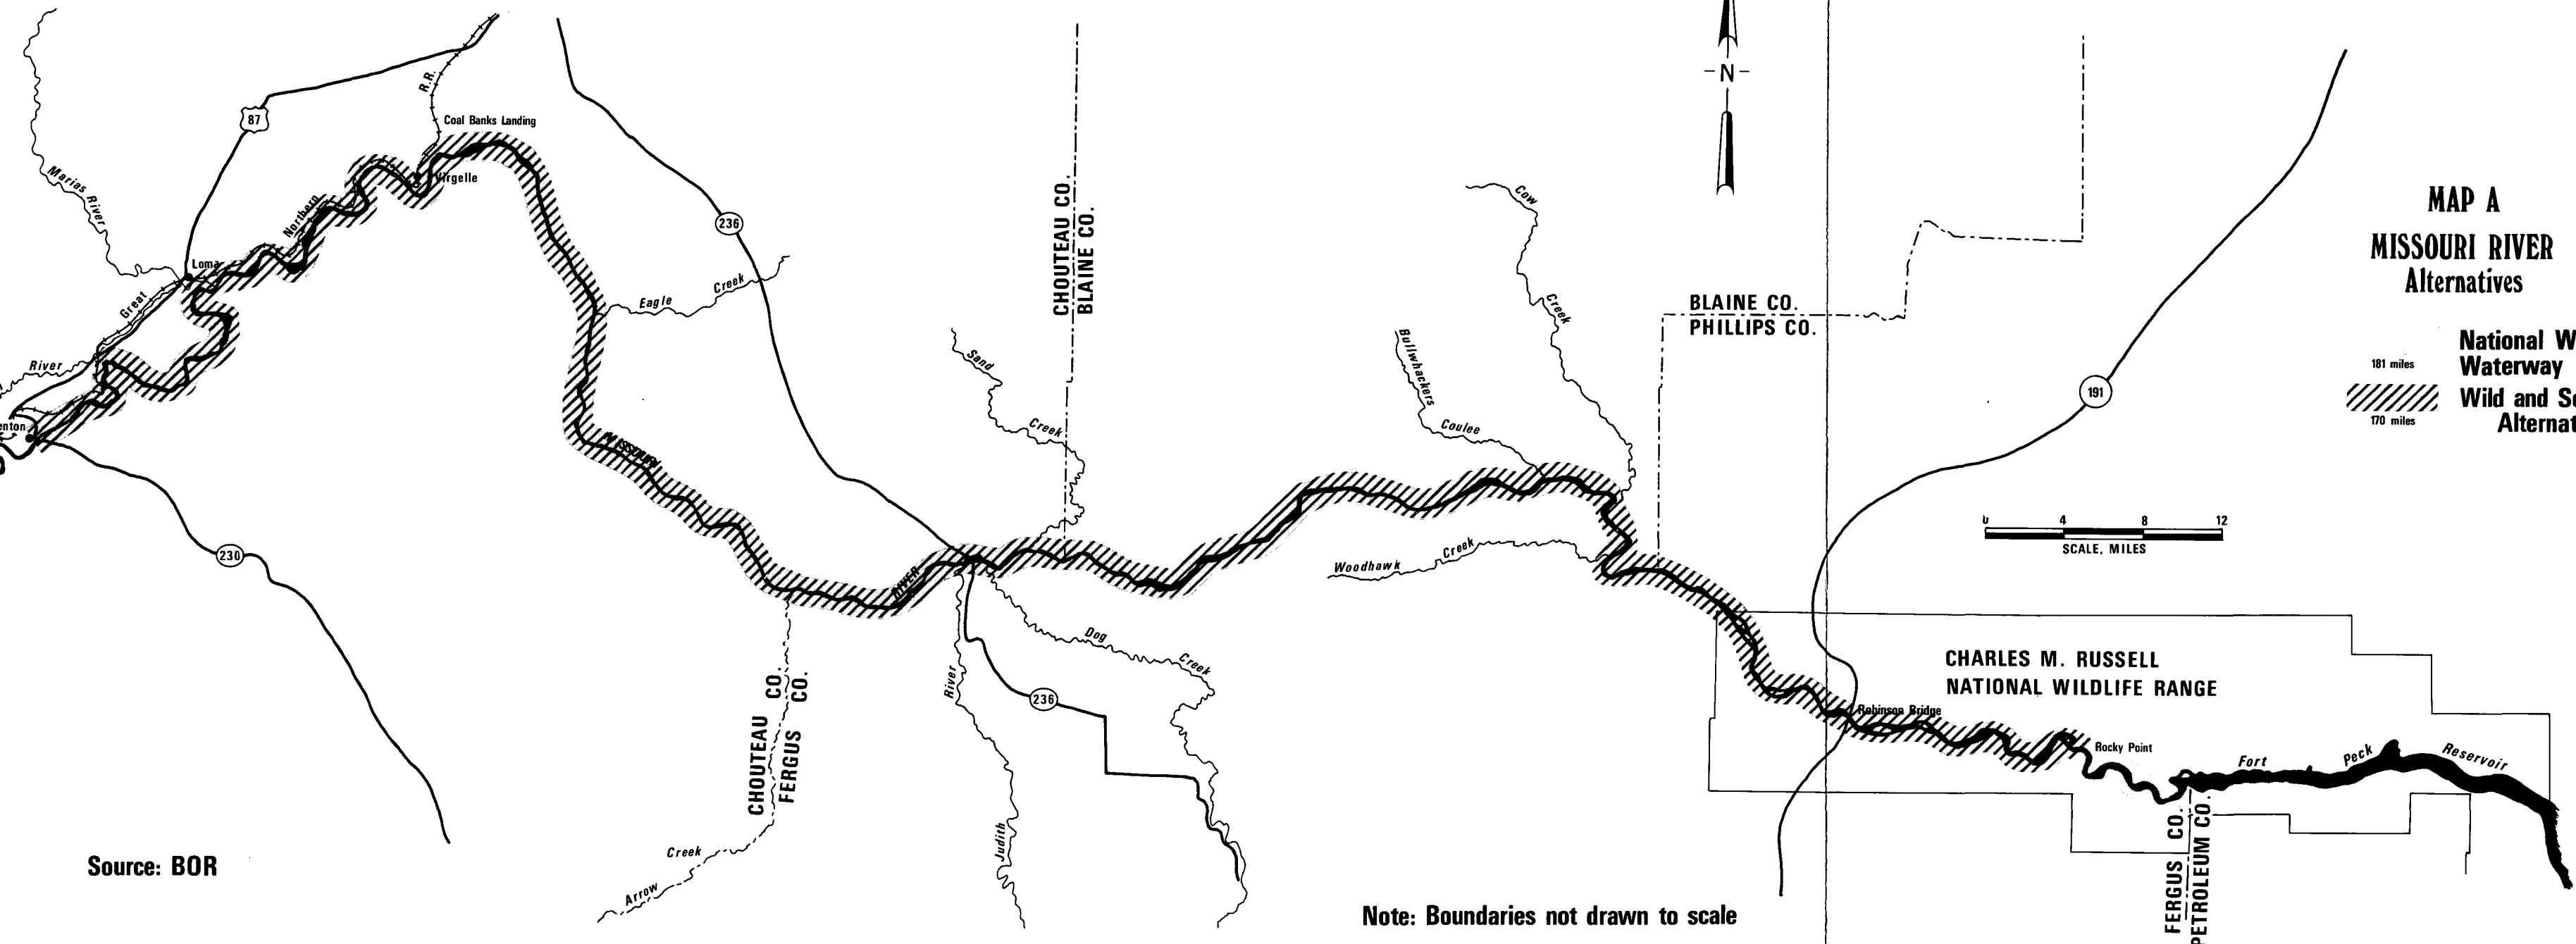 MAP A
MISSOURI RIVER
Alternatives
National W
181 miles
Waterway
Wild and Sc
170 miles
Alternat
N
R.R.
87
Coal Banks Landing
Virgelle
Marias
River
Northern
Loma
Great
River
enton
230
236
Eagle
Creek
CHOUTEAU CO.
BLAINE CO.
Sand
Creek
Cow
Creek
Bullwhackers
Coulee
BLAINE CO.
PHILLIPS CO.
191
MISSOURI
RIVER
Woodhawk
Creek
0 4 8 12
SCALE, MILES
Dog
Creek
River
Judith
236
CHOUTEAU CO.
FERGUS CO.
Creek
Arrow
CHARLES M. RUSSELL
NATIONAL WILDLIFE RANGE
Robinson Bridge
Rocky Point
Fort
Peck
Reservoir
FERGUS CO.
PETROLEUM CO.
Source: BOR
Note: Boundaries not drawn to scale